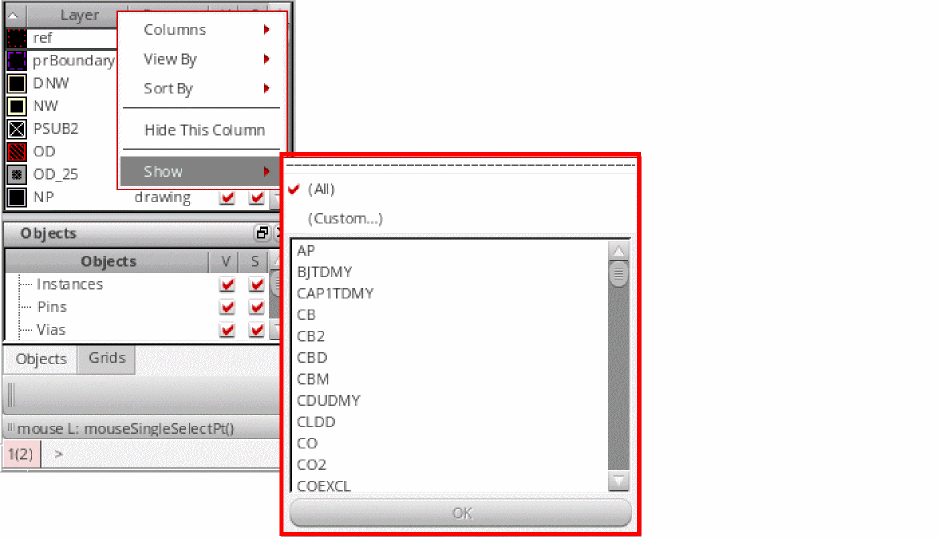 Layer
ref
prBoundary
DNW
NW
PSUB2
OD
OD_25
NP drawing
Columns
View By
Sort By
Hide This Column
Show
(All)
(Custom...)
AP
BJTDMY
CAP1TDMY
CB
CB2
CBD
CBM
CDUDMY
CLDD
CO
CO2
COEXCL
OK
Objects
Objects V S
Instances
Pins
Vias
Objects Grids
mouse L: mouseSingleSelectPt()
1(2) >